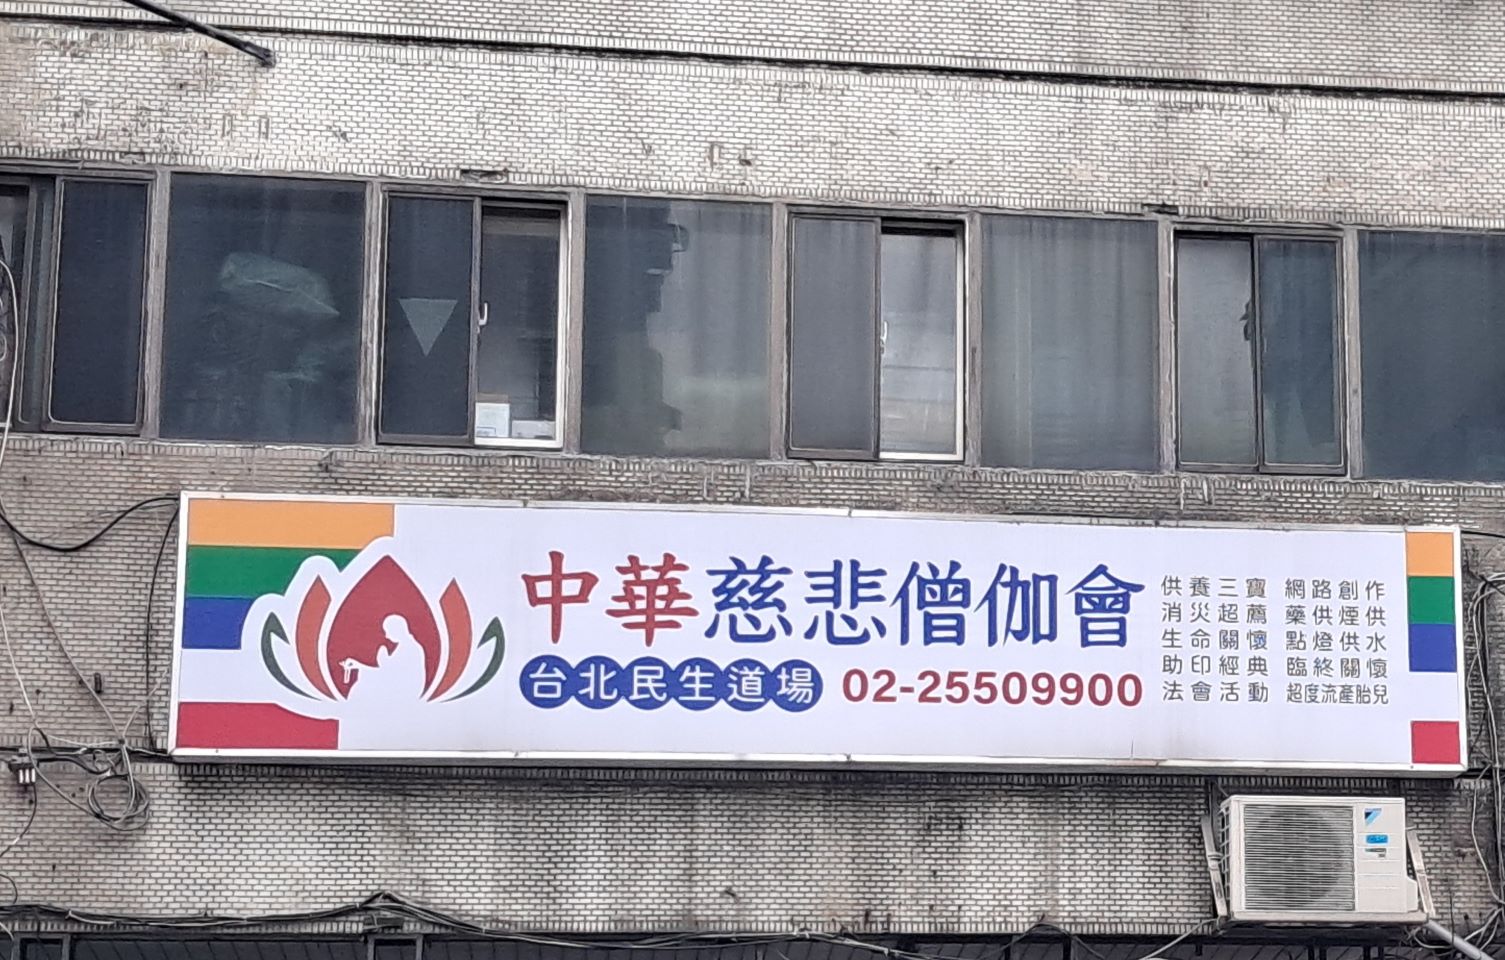 中華慈悲僧伽會
台北民生道場 02-25509900
供養三寶 網路創作
消災超薦 藥供煙供
生命關懷 點燈供水
助印經典 臨終關懷
法會活動 超度流產胎兒